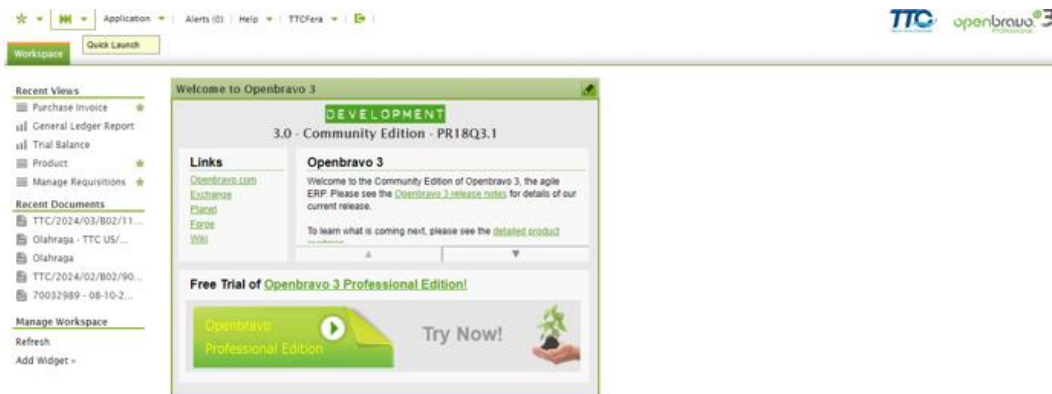 Application
Alerts (0)
Help
TTCFera
TTC
openbravo 3
Professional
Workspace
Quick Launch
Recent Views
Purchase Invoice
General Ledger Report
Trial Balance
Product
Manage Requisitions
Recent Documents
TTC/2024/03/B02/11...
Olahraga - TTC US/...
Olahraga
TTC/2024/02/B02/90...
70032989 - 08-10-2...
Manage Workspace
Refresh
Add Widget »
Welcome to Openbravo 3
DEVELOPMENT
3.0 - Community Edition - PR18Q3.1
Links
Openbravo.com
Exchange
Planet
Forge
Wiki
Openbravo 3
Welcome to the Community Edition of Openbravo 3, the agile
ERP. Please see the Openbravo 3 release notes for details of our
current release.
To learn what is coming next, please see the detailed product
Free Trial of Openbravo 3 Professional Edition!
Openbravo
Professional Edition
Try Now!